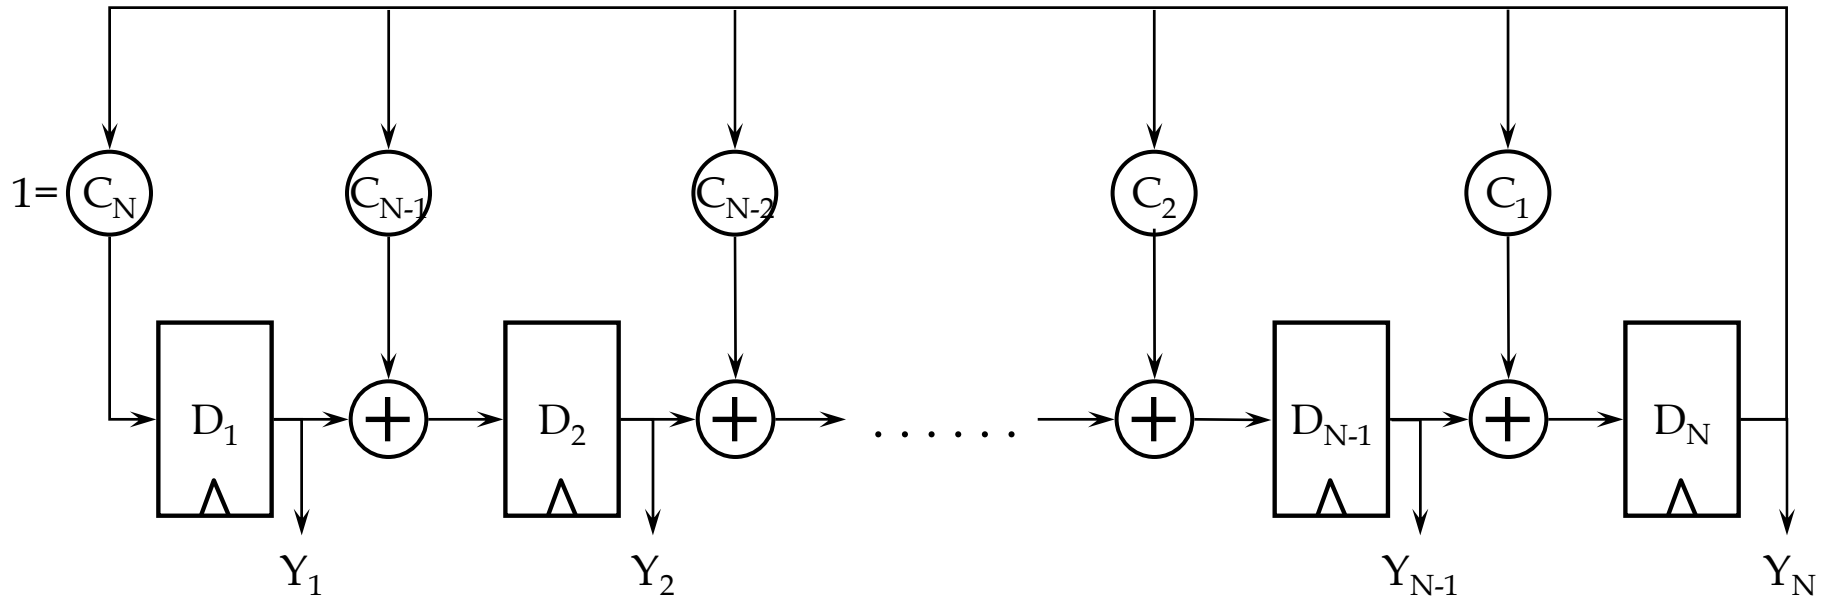 1= C_N C_N-1 C_N-2 C_2 C_1
D_1 + D_2 + . . . . . . + D_N-1 + D_N
Y_1 Y_2 Y_N-1 Y_N